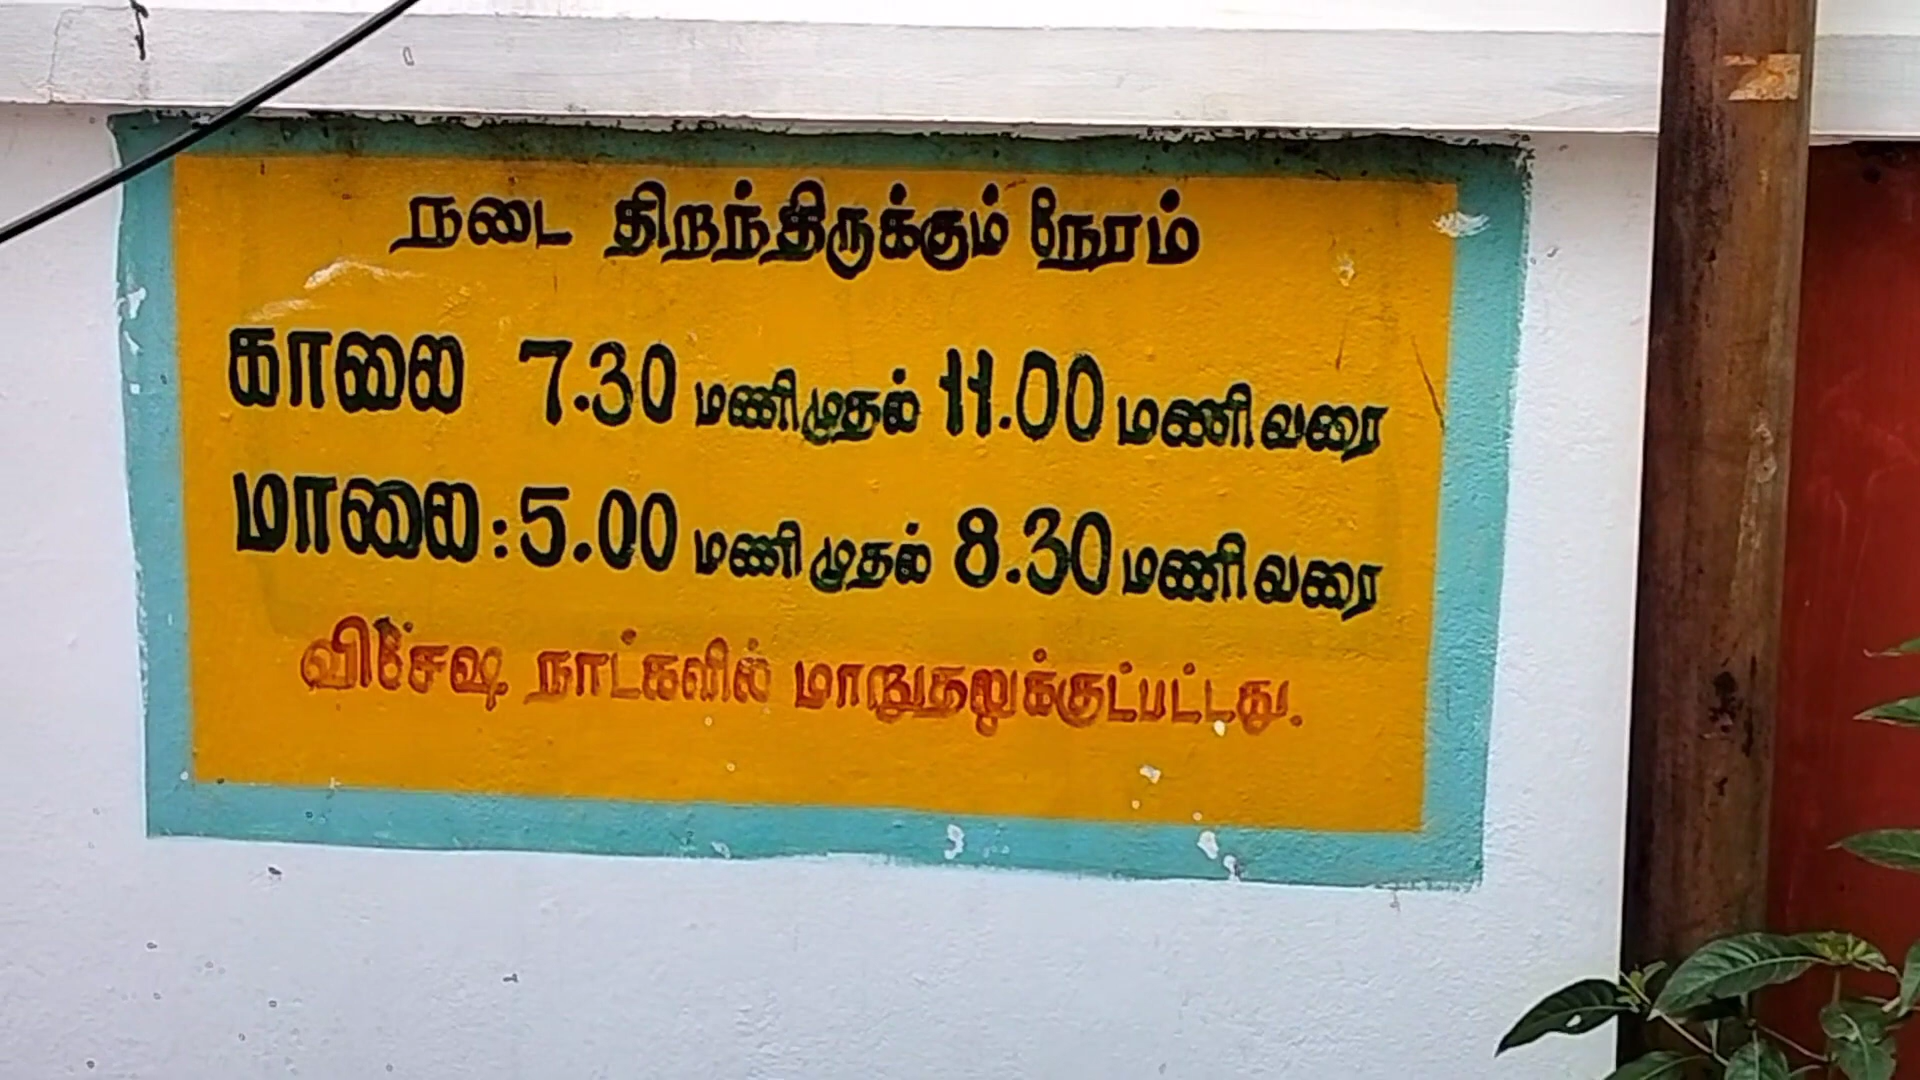 நடை திறந்திருக்கும் நேரம்
காலை 7.30 மணிமுதல் 11.00 மணி வரை
மாலை : 5.00 மணி முதல் 8.30 மணி வரை
விசேஷ நாட்களில் மாறுதலுக்குட்பட்டது.